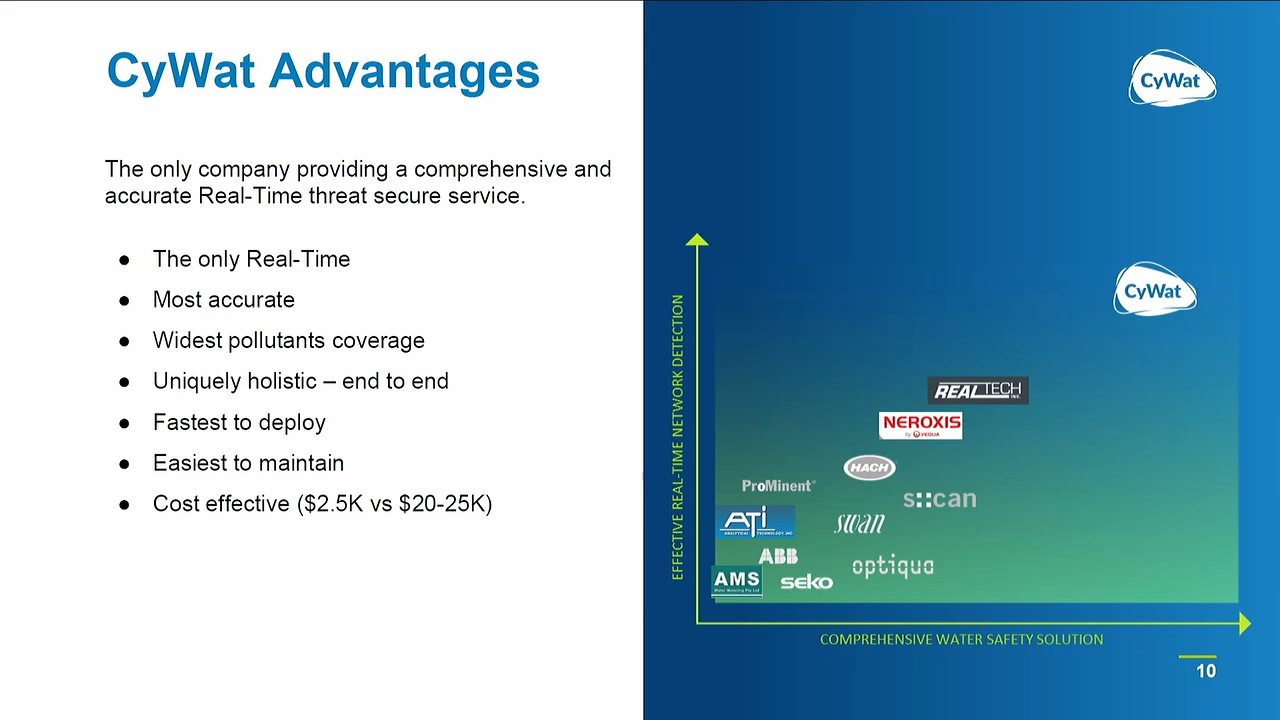 CyWat Advantages
The only company providing a comprehensive and
accurate Real-Time threat secure service.
● The only Real-Time
● Most accurate
● Widest pollutants coverage
● Uniquely holistic – end to end
● Fastest to deploy
● Easiest to maintain
● Cost effective ($2.5K vs $20-25K)
CyWat
EFFECTIVE REAL-TIME NETWORK DETECTION
CyWat
REALTECH INC.
NEROXIS
by VEOLIA
HACH
ProMinent®
s::can
ATi
ANALYTICAL TECHNOLOGY, INC
swan
ABB
optiqua
AMS
Water Metering Pty Ltd
seko
COMPREHENSIVE WATER SAFETY SOLUTION
10